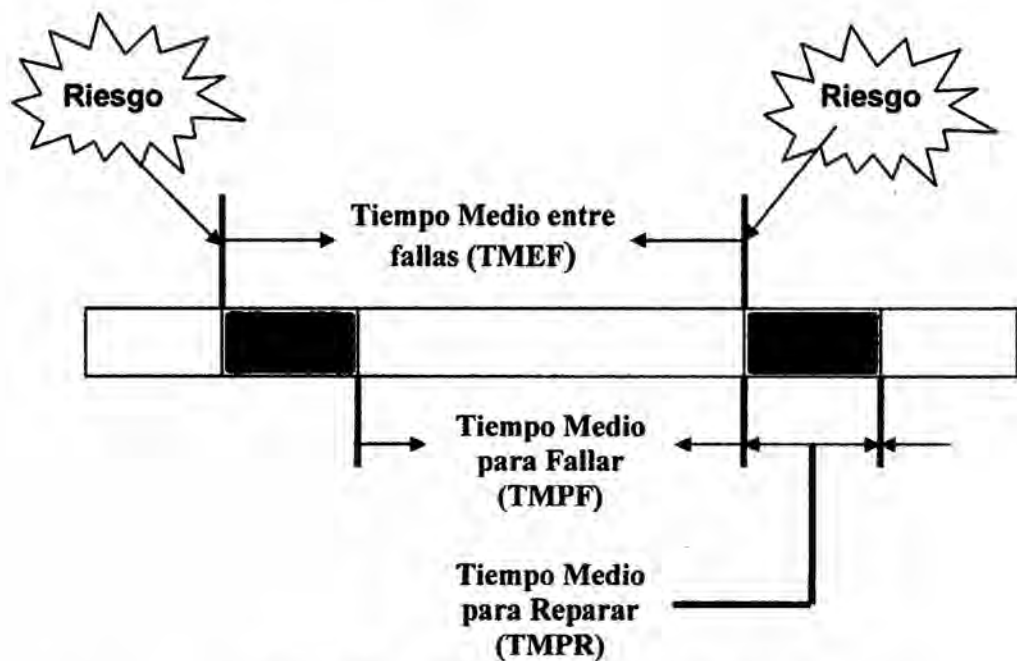 Riesgo
Riesgo
Tiempo Medio entre
fallas (TMEF)
Tiempo Medio
para Fallar
(TMPF)
Tiempo Medio
para Reparar
(TMPR)